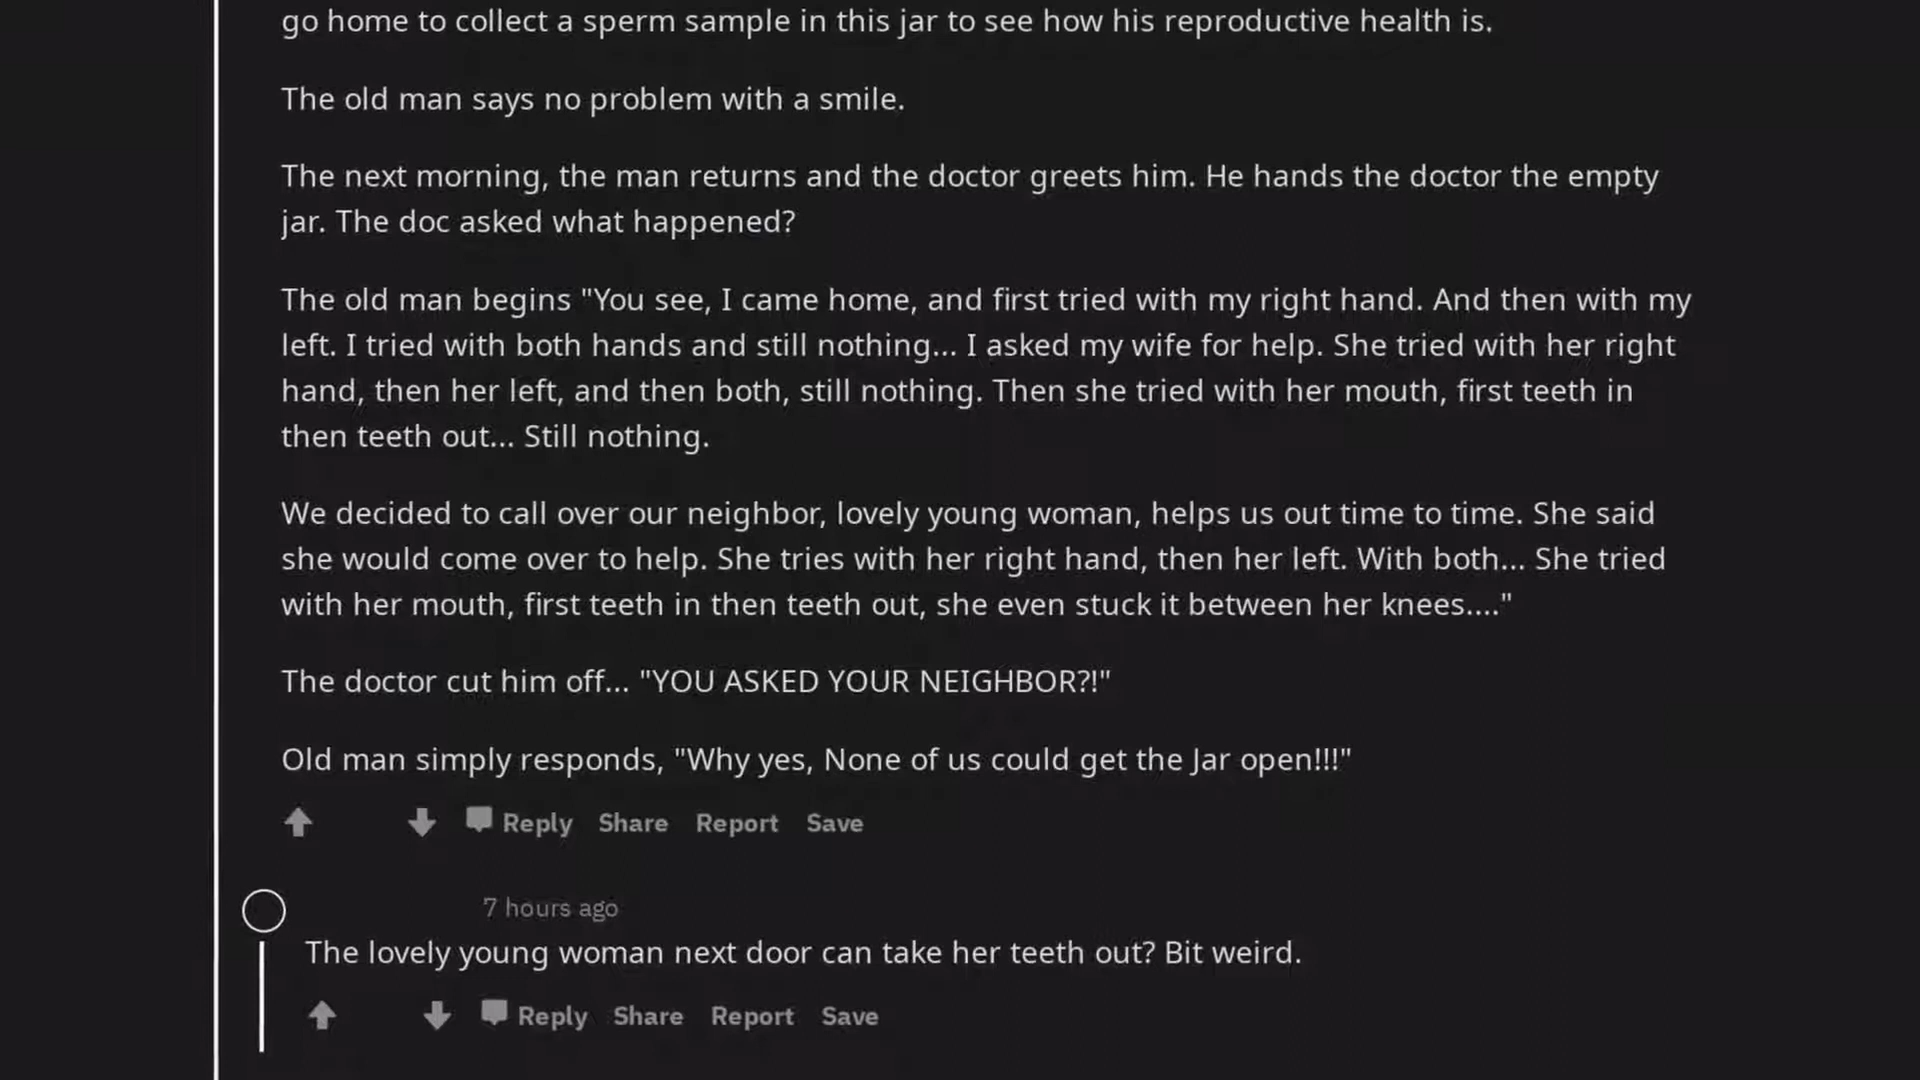 go home to collect a sperm sample in this jar to see how his reproductive health is.
The old man says no problem with a smile.
The next morning, the man returns and the doctor greets him. He hands the doctor the empty
jar. The doc asked what happened?
The old man begins "You see, I came home, and first tried with my right hand. And then with my
left. I tried with both hands and still nothing... I asked my wife for help. She tried with her right
hand, then her left, and then both, still nothing. Then she tried with her mouth, first teeth in
then teeth out... Still nothing.
We decided to call over our neighbor, lovely young woman, helps us out time to time. She said
she would come over to help. She tries with her right hand, then her left. With both... She tried
with her mouth, first teeth in then teeth out, she even stuck it between her knees...."
The doctor cut him off... "YOU ASKED YOUR NEIGHBOR?!"
Old man simply responds, "Why yes, None of us could get the Jar open!!!"
Reply Share Report Save
7 hours ago
The lovely young woman next door can take her teeth out? Bit weird.
Reply Share Report Save